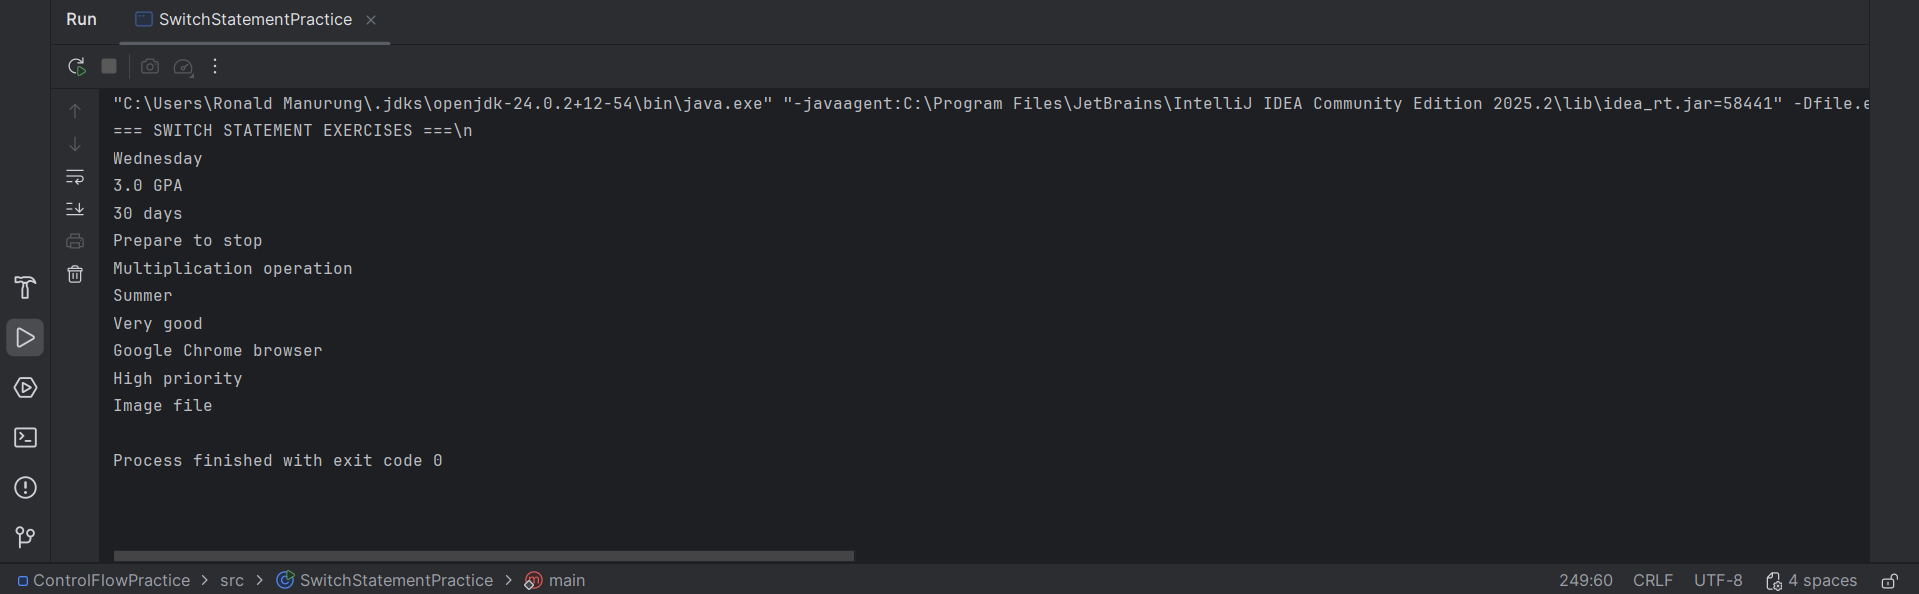 Run SwitchStatementPractice
"C:\Users\Ronald Manurung\.jdks\openjdk-24.0.2+12-54\bin\java.exe" "-javaagent:C:\Program Files\JetBrains\IntelliJ IDEA Community Edition 2025.2\lib\idea_rt.jar=58441" -Dfile.e
=== SWITCH STATEMENT EXERCISES ===\n
Wednesday
3.0 GPA
30 days
Prepare to stop
Multiplication operation
Summer
Very good
Google Chrome browser
High priority
Image file
Process finished with exit code 0
ControlFlowPractice > src > SwitchStatementPractice > main 249:60 CRLF UTF-8 4 spaces